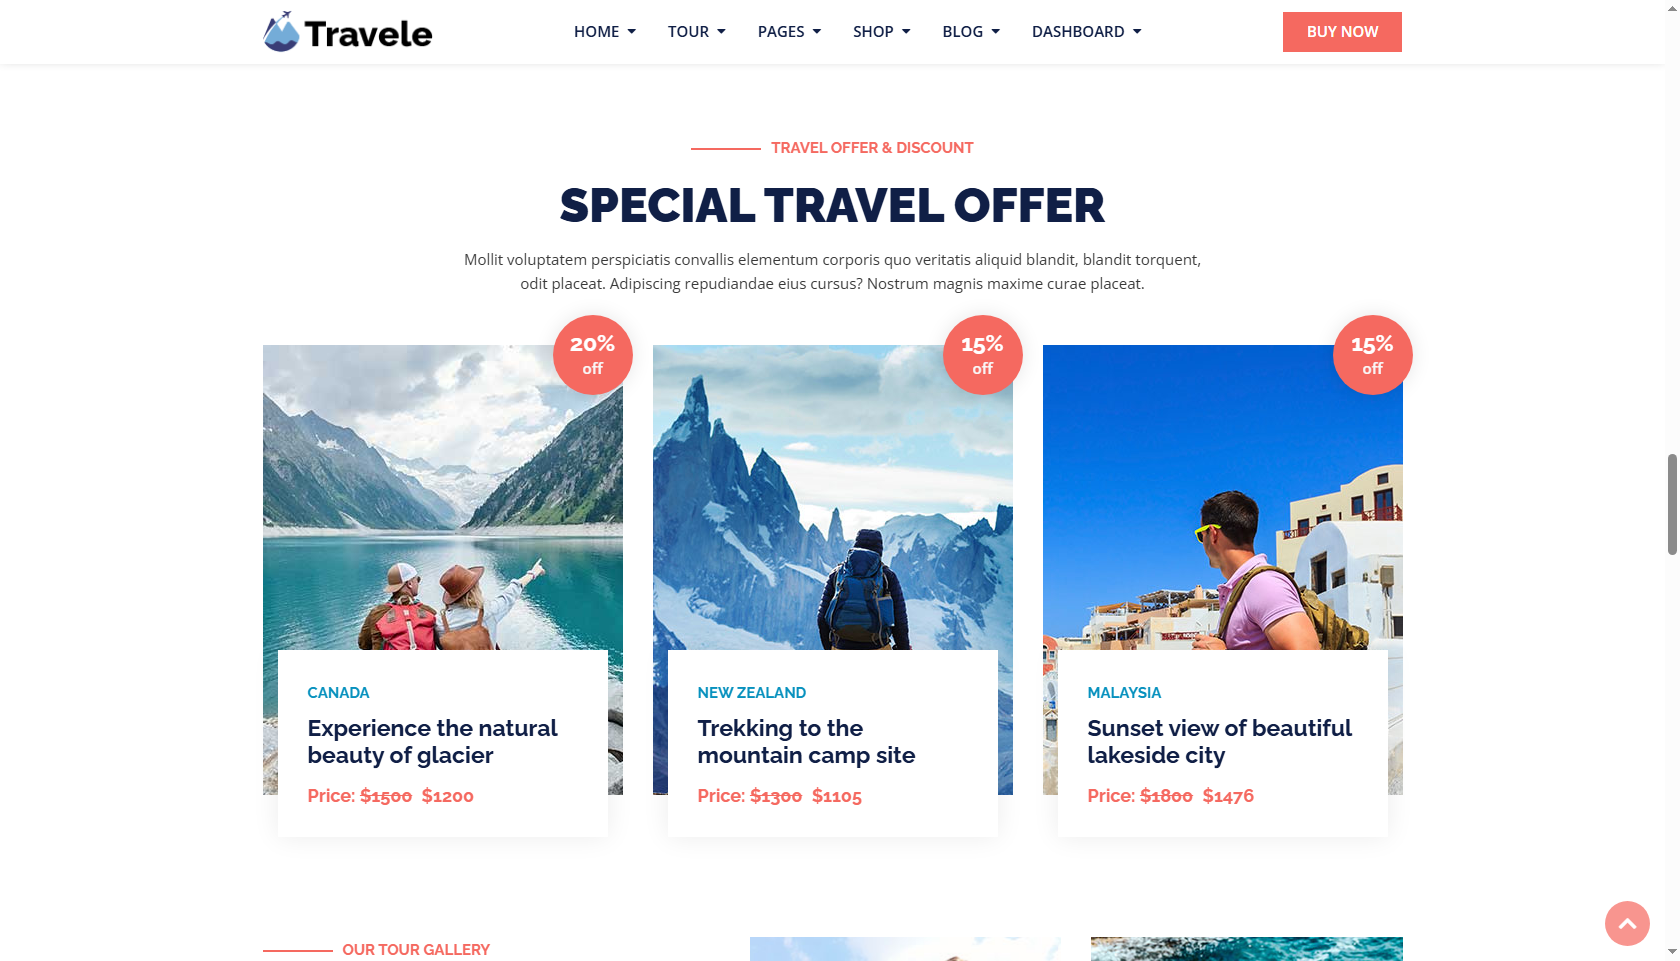 Travele
HOME TOUR PAGES SHOP BLOG DASHBOARD
BUY NOW
TRAVEL OFFER & DISCOUNT
SPECIAL TRAVEL OFFER
Mollit voluptatem perspiciatis convallis elementum corporis quo veritatis aliquid blandit, blandit torquent,
odit placeat. Adipiscing repudiandae eius cursus? Nostrum magnis maxime curae placeat.
20%
off
CANADA
Experience the natural
beauty of glacier
Price: $1500 $1200
15%
off
NEW ZEALAND
Trekking to the
mountain camp site
Price: $1300 $1105
15%
off
MALAYSIA
Sunset view of beautiful
lakeside city
Price: $1800 $1476
OUR TOUR GALLERY